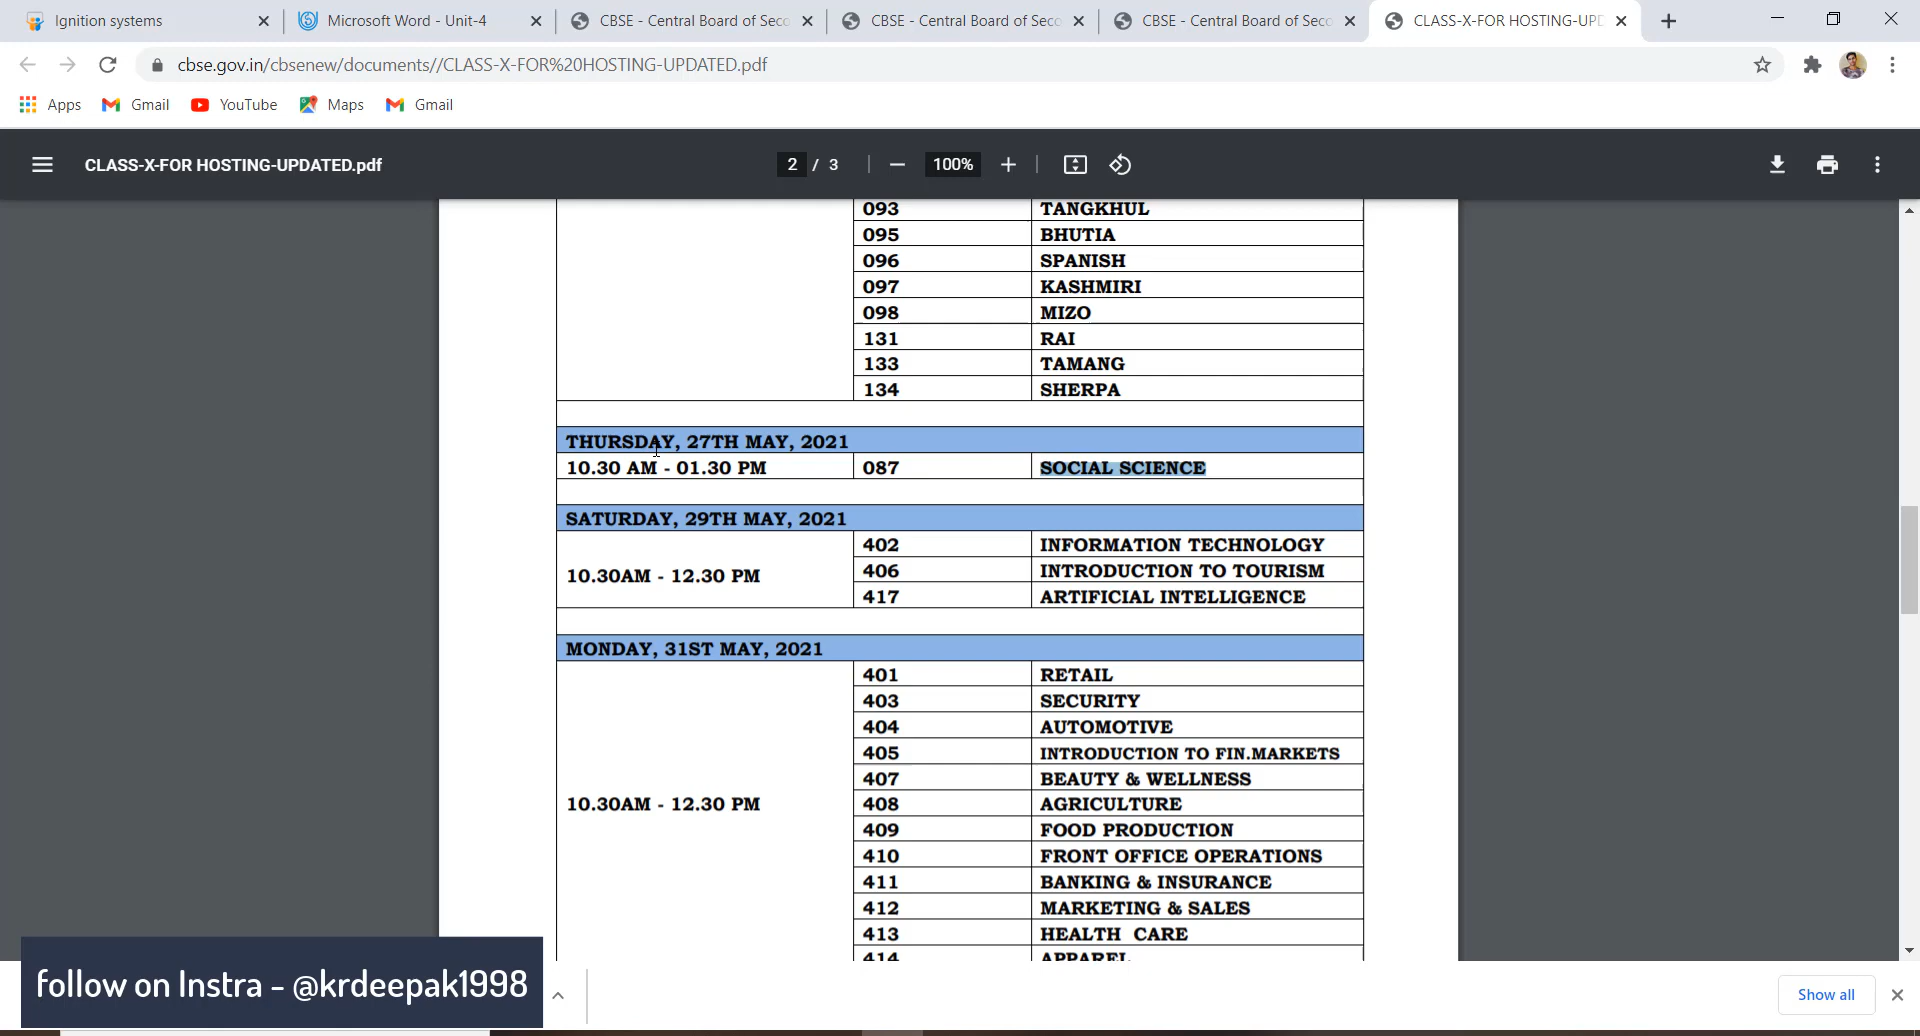 Ignition systems
Microsoft Word - Unit-4
CBSE - Central Board of Seco
CBSE - Central Board of Seco
CBSE - Central Board of Seco
CLASS-X-FOR HOSTING-UPD
cbse.gov.in/cbsenew/documents//CLASS-X-FOR%20HOSTING-UPDATED.pdf
Apps Gmail YouTube Maps Gmail
CLASS-X-FOR HOSTING-UPDATED.pdf 2 / 3 100%
093 TANGKHUL
095 BHUTIA
096 SPANISH
097 KASHMIRI
098 MIZO
131 RAI
133 TAMANG
134 SHERPA
THURSDAY, 27TH MAY, 2021
10.30 AM - 01.30 PM 087 SOCIAL SCIENCE
SATURDAY, 29TH MAY, 2021
402 INFORMATION TECHNOLOGY
10.30AM - 12.30 PM 406 INTRODUCTION TO TOURISM
417 ARTIFICIAL INTELLIGENCE
MONDAY, 31ST MAY, 2021
401 RETAIL
403 SECURITY
404 AUTOMOTIVE
405 INTRODUCTION TO FIN.MARKETS
407 BEAUTY & WELLNESS
10.30AM - 12.30 PM 408 AGRICULTURE
409 FOOD PRODUCTION
410 FRONT OFFICE OPERATIONS
411 BANKING & INSURANCE
412 MARKETING & SALES
413 HEALTH CARE
414 APPAREL
follow on Instra - @krdeepak1998
Show all